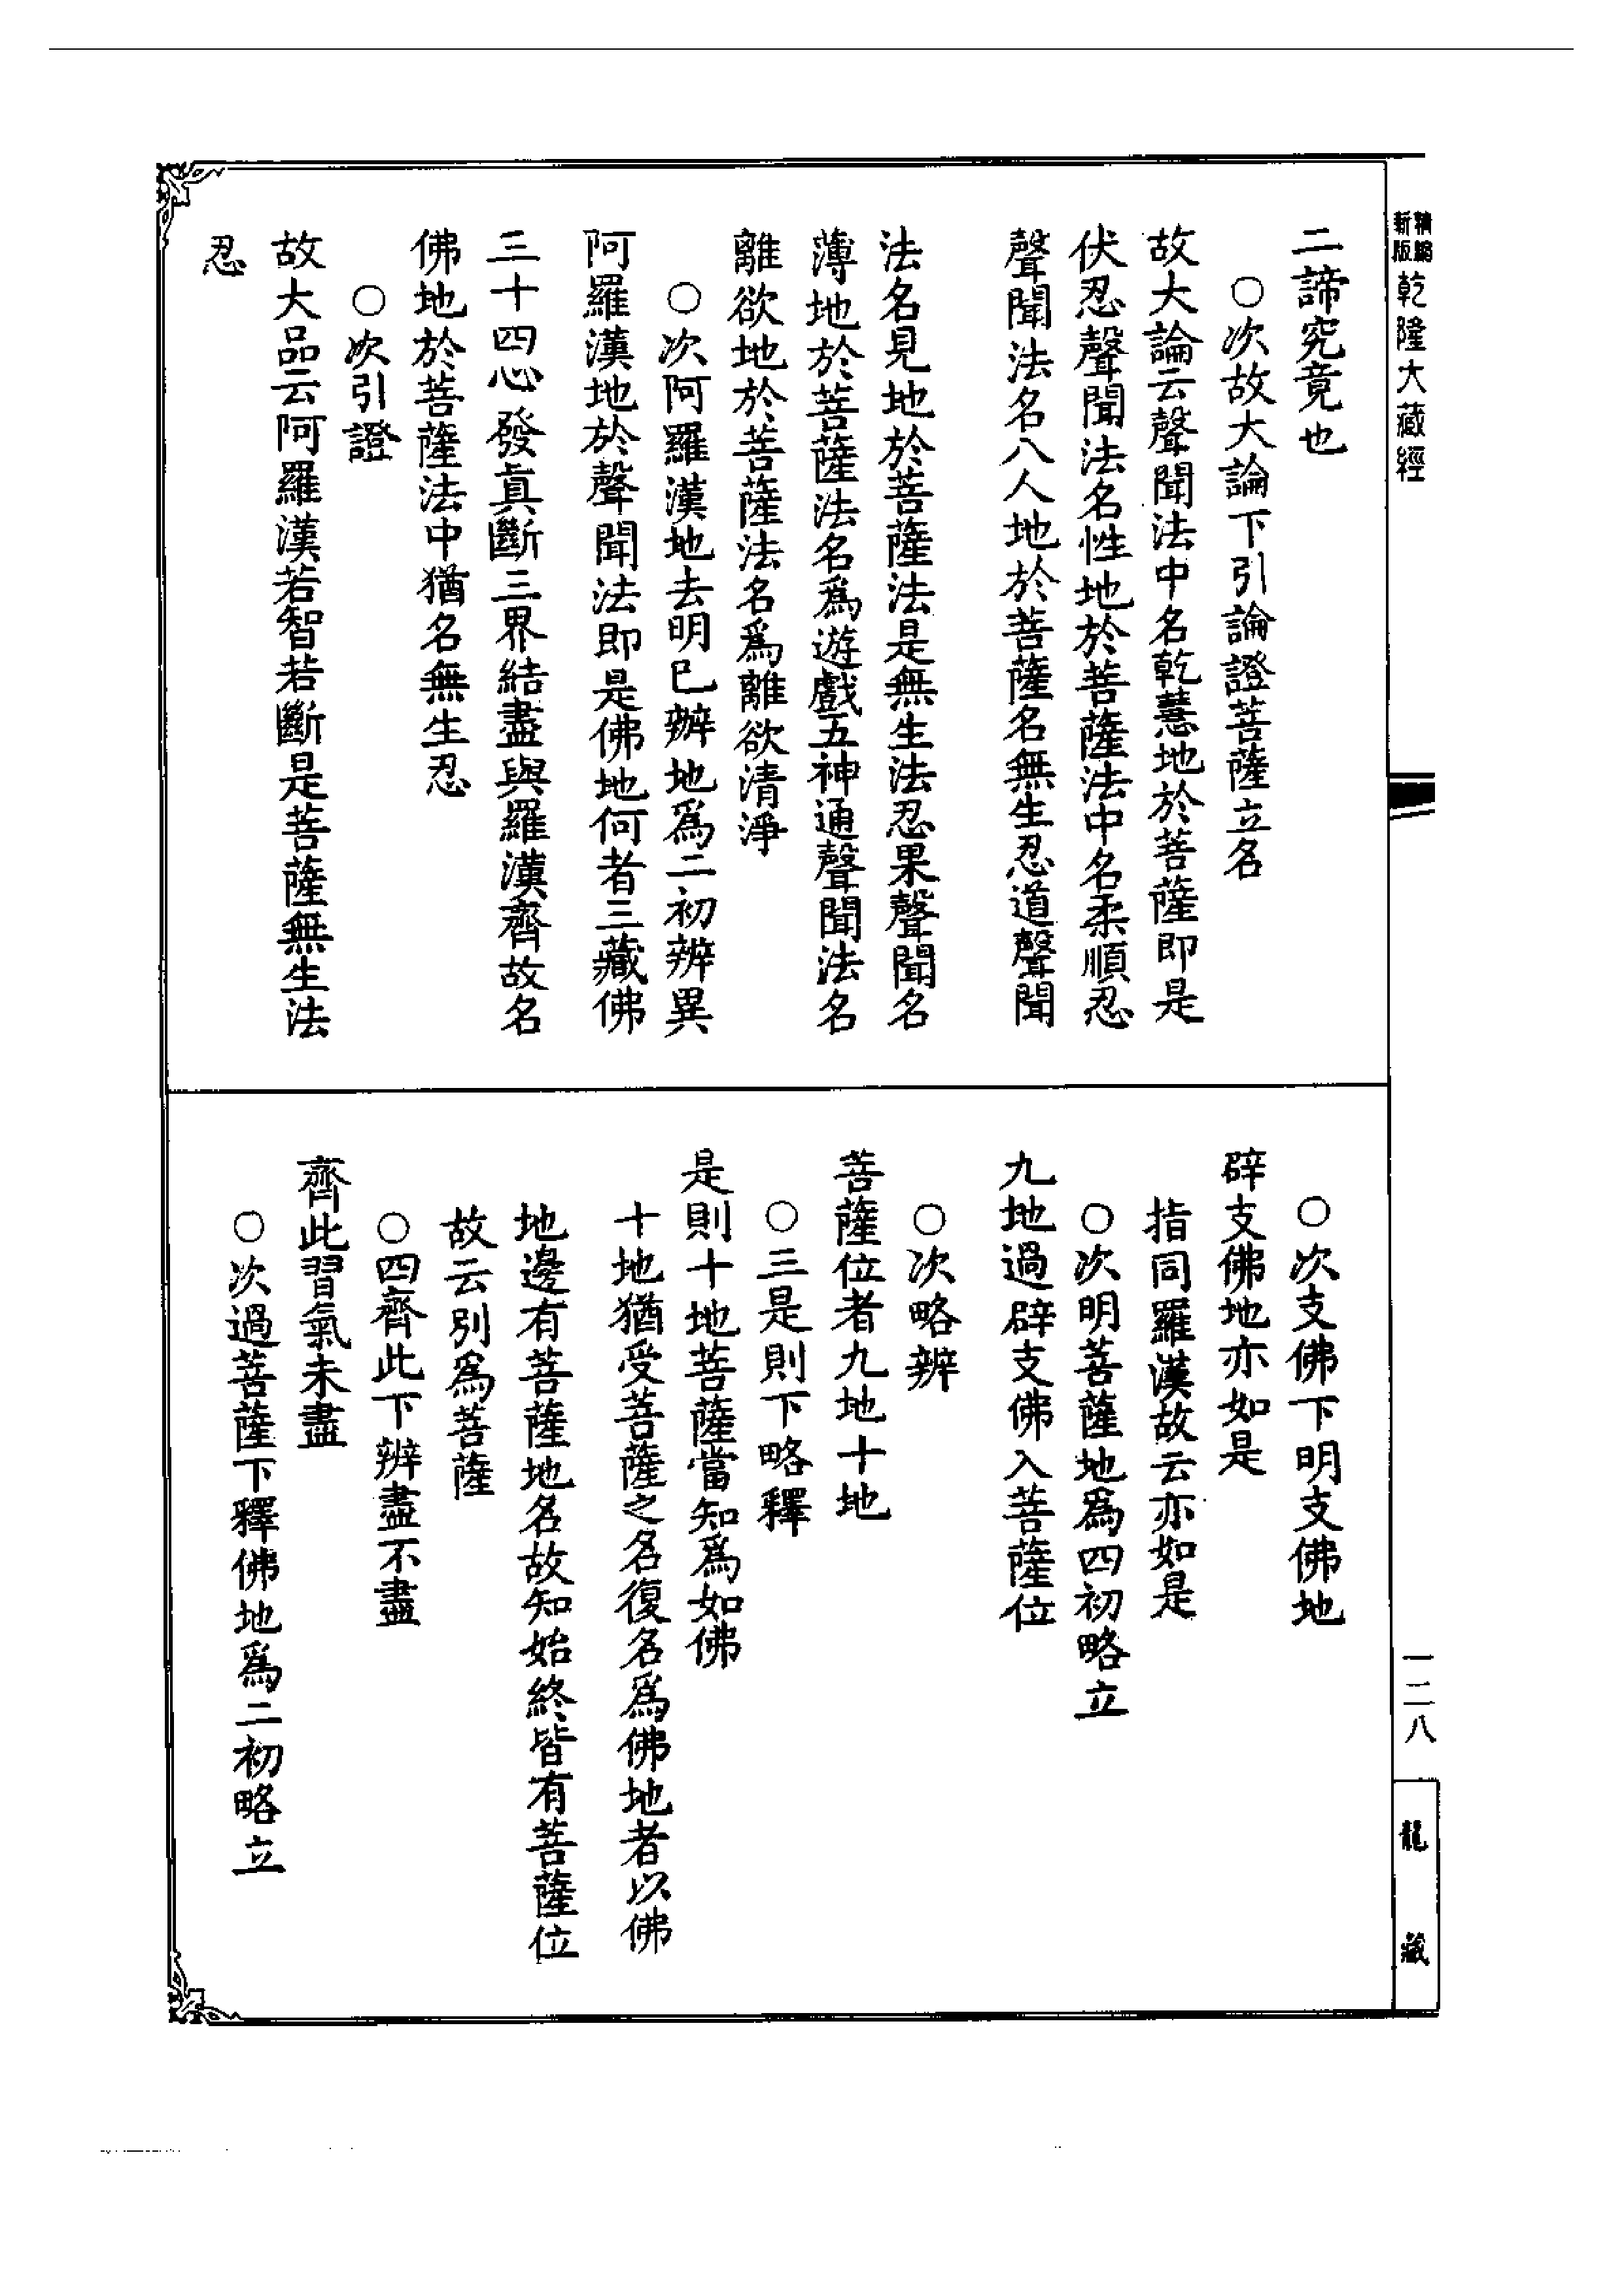 新版精編
乾隆大藏經
二諦究竟也
○次故大論下引論證菩薩立名
故大論云聲聞法中名乾慧地於菩薩即是
伏忍聲聞法名性地於菩薩法中名柔順忍
聲聞法名八人地於菩薩名無生忍道聲聞
法名見地於菩薩法是無生法忍果聲聞名
薄地於菩薩法名爲遊戲五神通聲聞法名
離欲地於菩薩法名爲離欲清淨
○次阿羅漢地去明已辦地爲二初辨異
阿羅漢地於聲聞法即是佛地何者三藏佛
三十四心發眞斷三界結盡與羅漢齊故名
佛地於菩薩法中猶名無生忍
○次引證
故大品云阿羅漢若智若斷是菩薩無生法
忍
○次支佛下明支佛地
辟支佛地亦如是
指同羅漢故云亦如是
○次明菩薩地爲四初略立
九地過辟支佛入菩薩位
○次略辨
菩薩位者九地十地
○三是則下略釋
是則十地菩薩當知爲如佛
十地猶受菩薩之名復名爲佛地者以佛
地邊有菩薩地名故知始終皆有菩薩位
故云別爲菩薩
○四齊此下辨盡不盡
齊此習氣未盡
○次過菩薩下釋佛地爲二初略立
一二八
龍藏